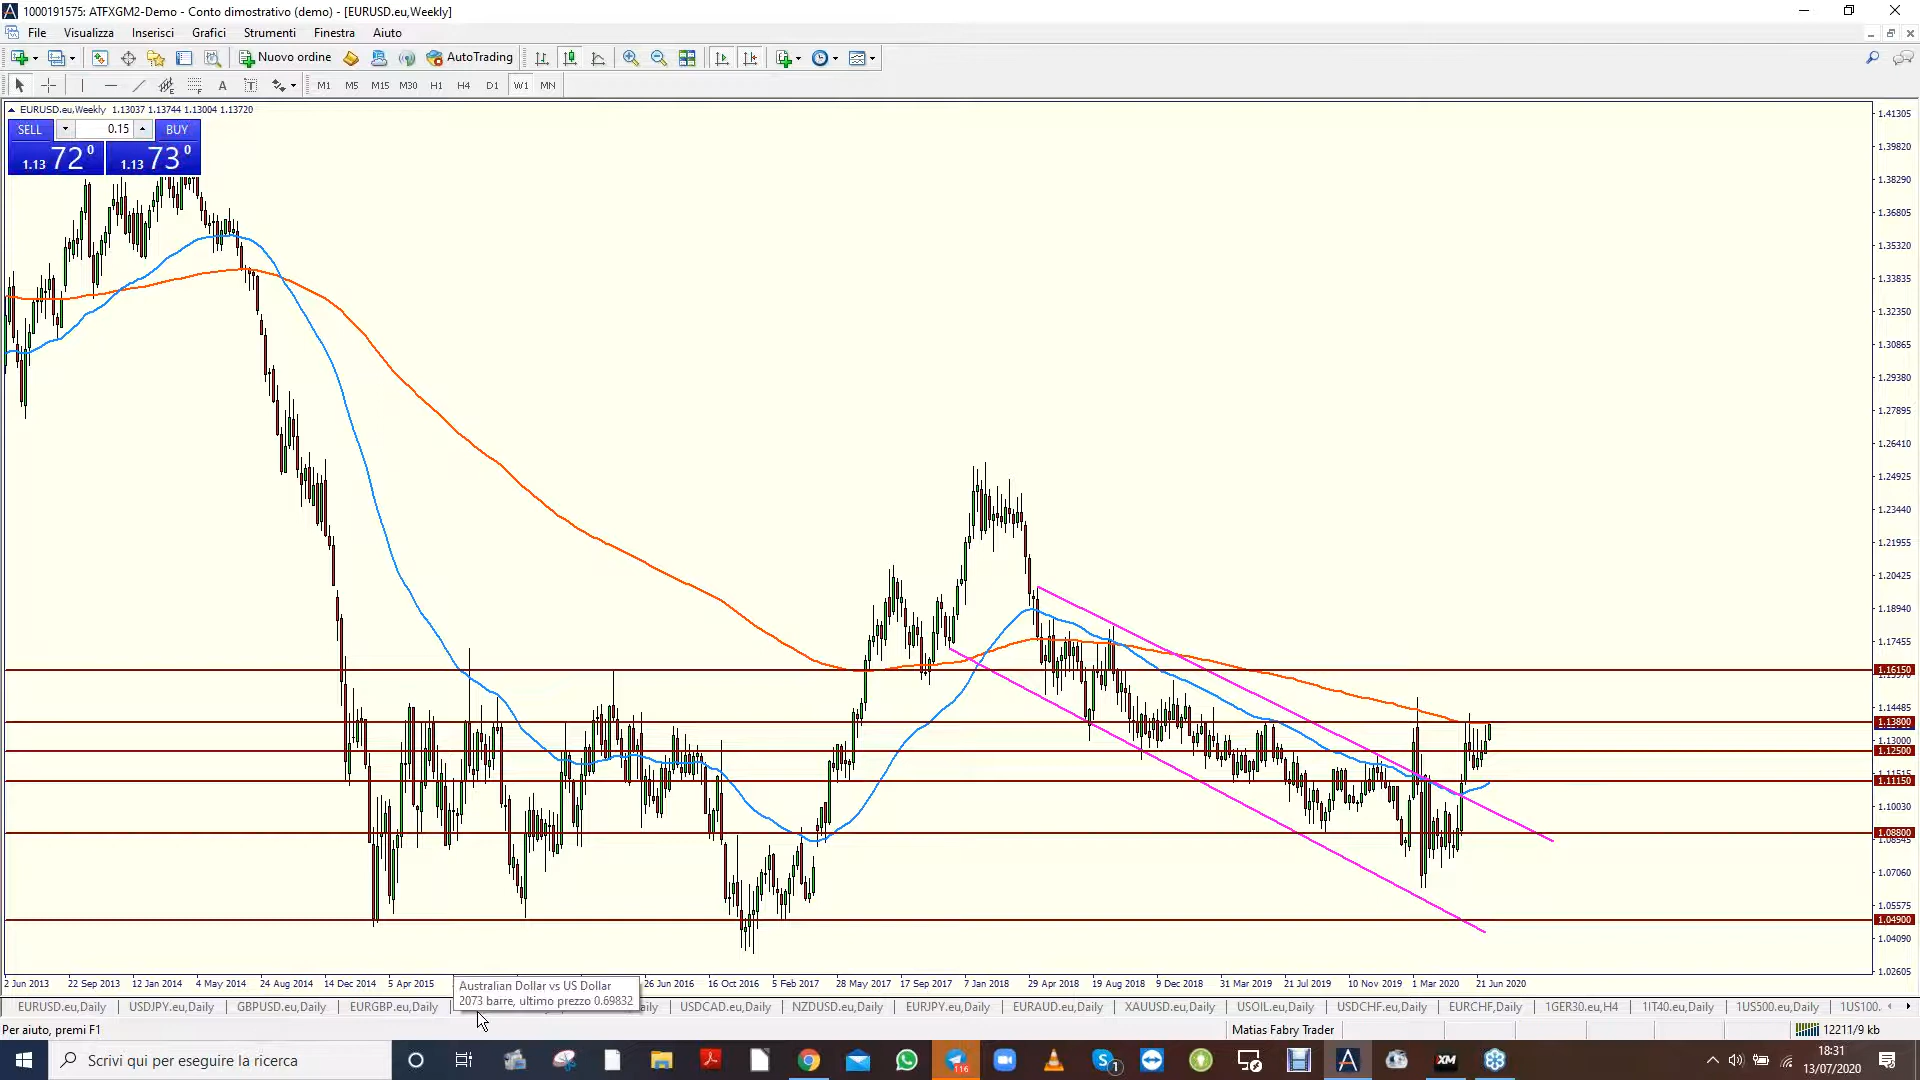 1000191575: ATFXGM2-Demo - Conto dimostrativo (demo) - [EURUSD.eu,Weekly]
File Visualizza Inserisci Grafici Strumenti Finestra Aiuto
Nuovo ordine AutoTrading
A T M1 M5 M15 M30 H1 H4 D1 W1 MN
EURUSD.eu,Weekly 1.13037 1.13744 1.13004 1.13720
SELL 0.15 BUY
1.13 72 0 1.13 73 0
1.41305
1.39820
1.38290
1.36805
1.35320
1.33835
1.32350
1.30865
1.29380
1.27895
1.26410
1.24925
1.23440
1.21955
1.20425
1.18940
1.17455
1.16150
1.14485
1.13800
1.13000
1.12500
1.11515
1.11150
1.10030
1.08800
1.08545
1.07060
1.05575
1.04900
1.04090
1.02605
2 Jun 2013 22 Sep 2013 12 Jan 2014 4 May 2014 24 Aug 2014 14 Dec 2014 5 Apr 2015 26 Jun 2016 16 Oct 2016 5 Feb 2017 28 May 2017 17 Sep 2017 7 Jan 2018 29 Apr 2018 19 Aug 2018 9 Dec 2018 31 Mar 2019 21 Jul 2019 10 Nov 2019 1 Mar 2020 21 Jun 2020
Australian Dollar vs US Dollar
2073 barre, ultimo prezzo 0.69832
EURUSD.eu,Daily USDJPY.eu,Daily GBPUSD.eu,Daily EURGBP.eu,Daily USDCAD.eu,Daily NZDUSD.eu,Daily EURJPY.eu,Daily EURAUD.eu,Daily XAUUSD.eu,Daily USOIL.eu,Daily USDCHF.eu,Daily EURCHF,Daily 1GER30.eu,H4 1IT40.eu,Daily 1US500.eu,Daily 1US100.
Per aiuto, premi F1 Matias Fabry Trader 12211/9 kb
Scrivi qui per eseguire la ricerca 116 1 XM 18:31
13/07/2020